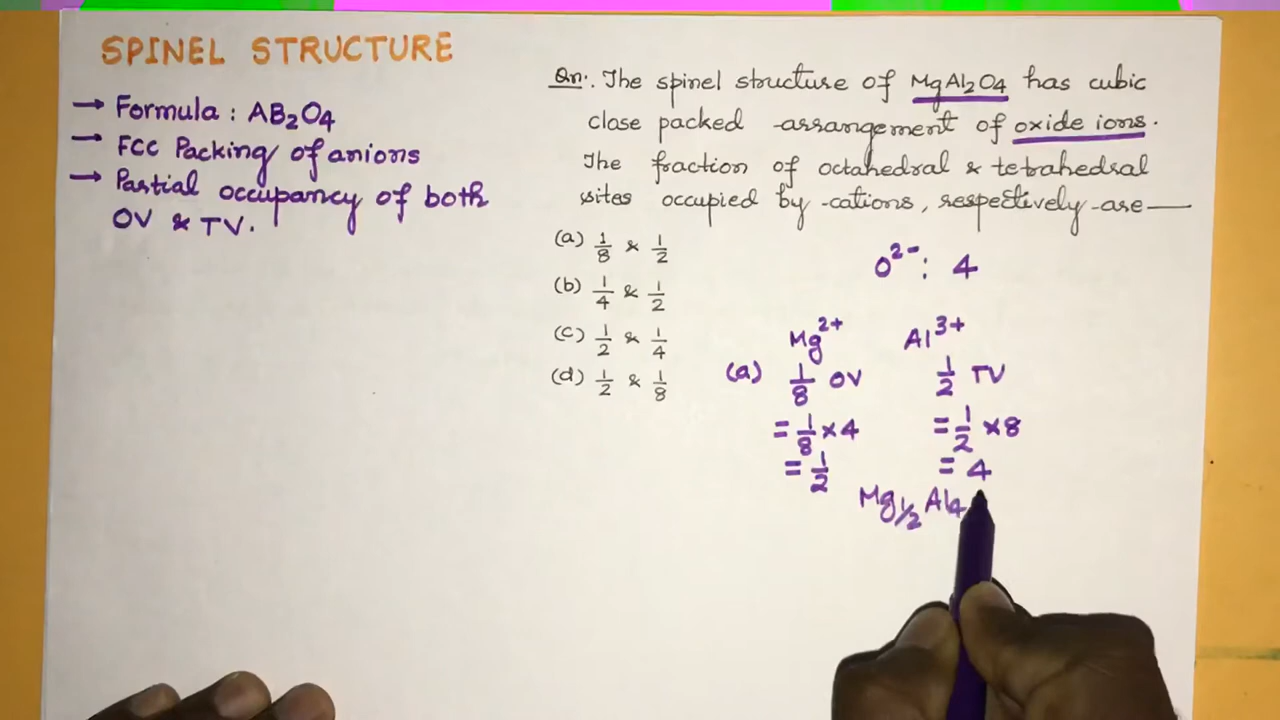 SPINEL STRUCTURE
→ Formula : AB2O4
→ FCC Packing of anions
→ Partial occupancy of both
OV & TV.
Qn:. The spinel structure of MgAl2O4 has cubic
close packed arrangement of oxide ions.
The fraction of octahedral & tetrahedral
sites occupied by cations, respectively are —
(a) 1/8 & 1/2
(b) 1/4 & 1/2
(c) 1/2 & 1/4
(d) 1/2 & 1/8
O2- : 4
Mg2+ Al3+
(a) 1/8 OV 1/2 TV
= 1/8 × 4 = 1/2 × 8
= 1/2 = 4
Mg1/2 Al4